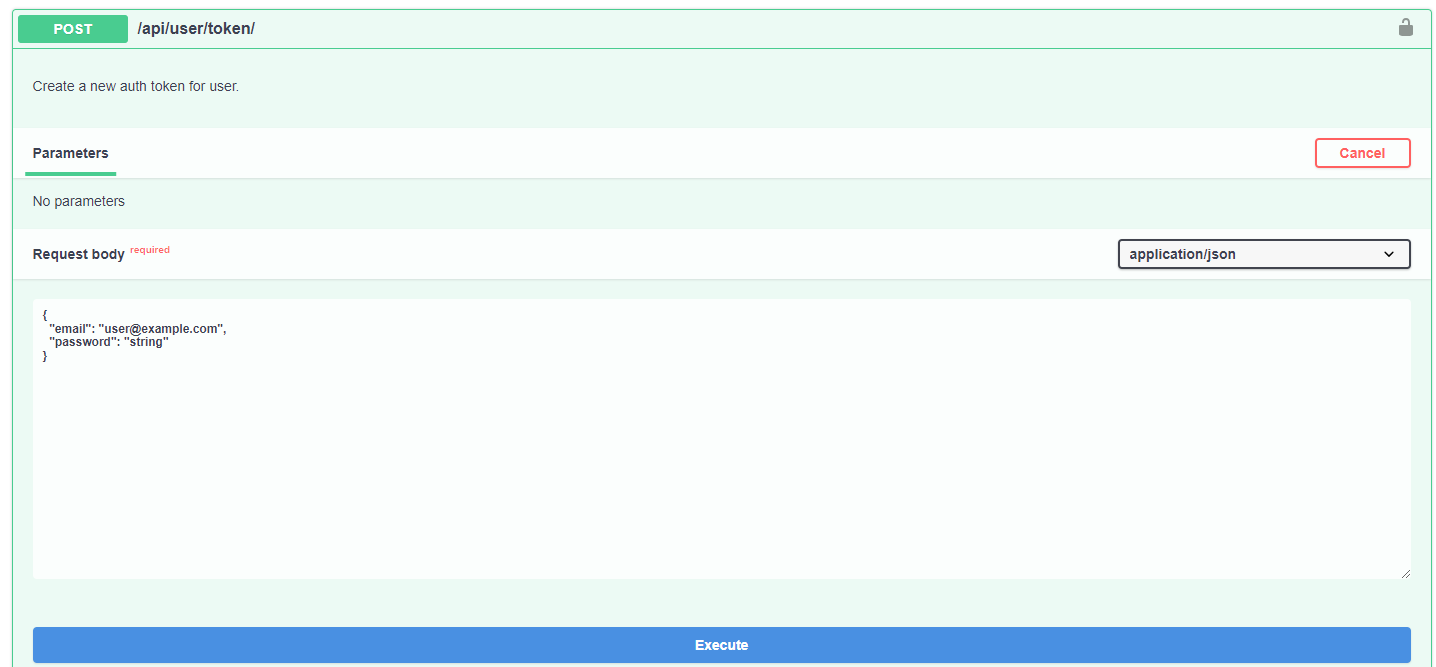 POST /api/user/token/
Create a new auth token for user.
Parameters Cancel
No parameters
Request body required application/json
{
  "email": "user@example.com",
  "password": "string"
}
Execute